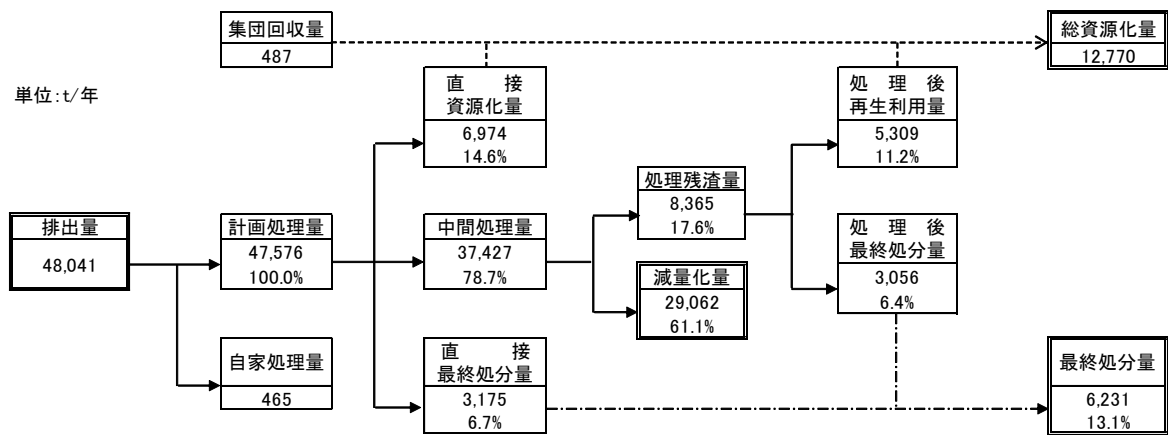 集団回収量
487
総資源化量
12,770
単位:t/年
直 接
資源化量
6,974
14.6%
処 理 後
再生利用量
5,309
11.2%
処理残渣量
8,365
17.6%
排出量
48,041
計画処理量
47,576
100.0%
中間処理量
37,427
78.7%
処 理 後
最終処分量
3,056
6.4%
減量化量
29,062
61.1%
自家処理量
465
直 接
最終処分量
3,175
6.7%
最終処分量
6,231
13.1%